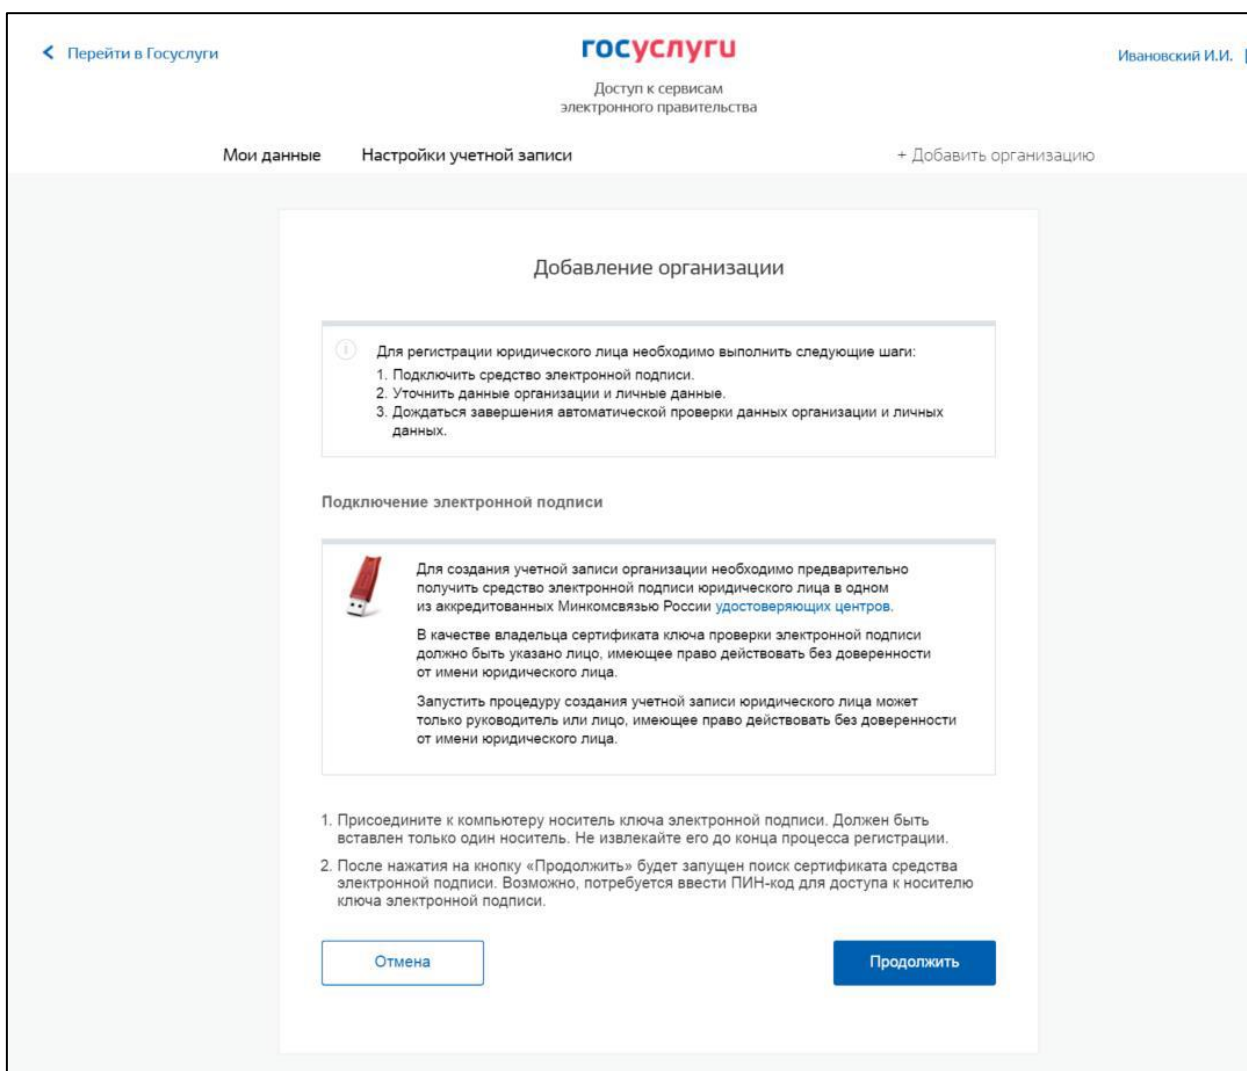 Перейти в Госуслуги
госуслуги
Ивановский И.И.
Доступ к сервисам
электронного правительства
Мои данные
Настройки учетной записи
+ Добавить организацию
Добавление организации
Для регистрации юридического лица необходимо выполнить следующие шаги:
1. Подключить средство электронной подписи.
2. Уточнить данные организации и личные данные.
3. Дождаться завершения автоматической проверки данных организации и личных
данных.
Подключение электронной подписи
Для создания учетной записи организации необходимо предварительно
получить средство электронной подписи юридического лица в одном
из аккредитованных Минкомсвязью России удостоверяющих центров.
В качестве владельца сертификата ключа проверки электронной подписи
должно быть указано лицо, имеющее право действовать без доверенности
от имени юридического лица.
Запустить процедуру создания учетной записи юридического лица может
только руководитель или лицо, имеющее право действовать без доверенности
от имени юридического лица.
1. Присоедините к компьютеру носитель ключа электронной подписи. Должен быть
вставлен только один носитель. Не извлекайте его до конца процесса регистрации.
2. После нажатия на кнопку «Продолжить» будет запущен поиск сертификата средства
электронной подписи. Возможно, потребуется ввести ПИН-код для доступа к носителю
ключа электронной подписи.
Отмена
Продолжить